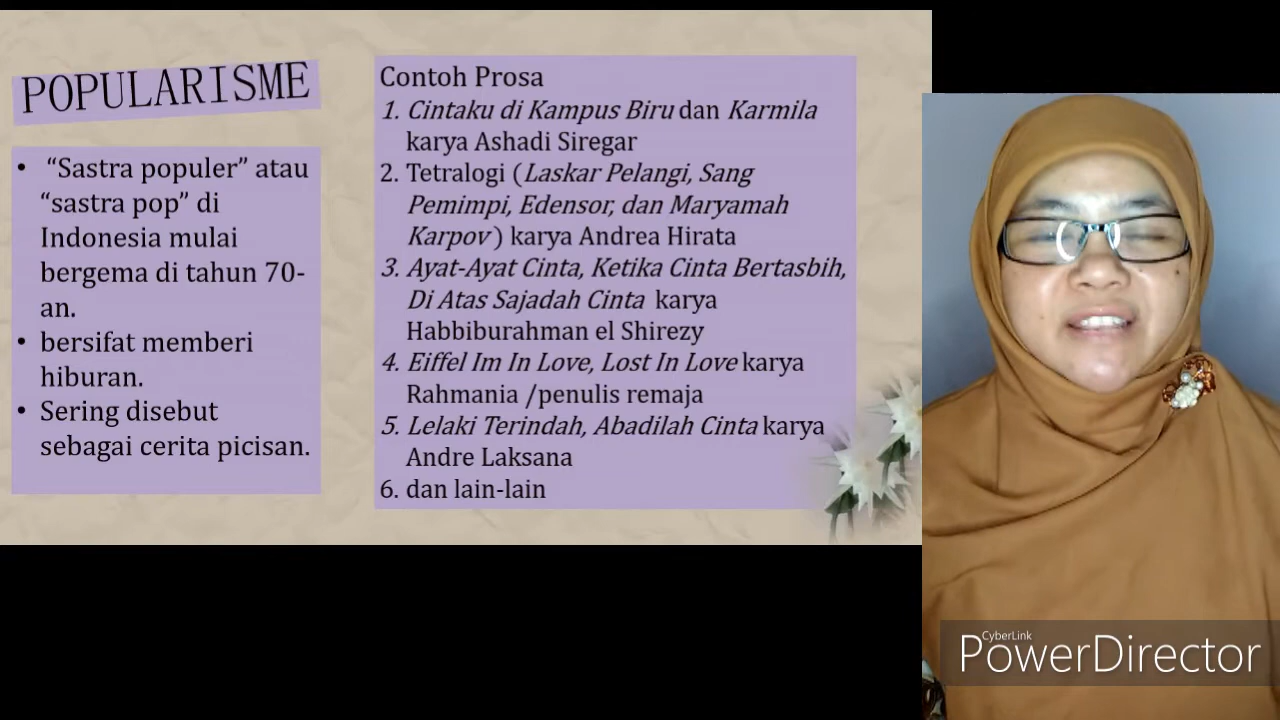 POPULARISME
• “Sastra populer” atau
“sastra pop” di
Indonesia mulai
bergema di tahun 70-
an.
• bersifat memberi
hiburan.
• Sering disebut
sebagai cerita picisan.
Contoh Prosa
1. Cintaku di Kampus Biru dan Karmila
karya Ashadi Siregar
2. Tetralogi (Laskar Pelangi, Sang
Pemimpi, Edensor, dan Maryamah
Karpov) karya Andrea Hirata
3. Ayat-Ayat Cinta, Ketika Cinta Bertasbih,
Di Atas Sajadah Cinta karya
Habbiburahman el Shirezy
4. Eiffel Im In Love, Lost In Love karya
Rahmania /penulis remaja
5. Lelaki Terindah, Abadilah Cinta karya
Andre Laksana
6. dan lain-lain
CyberLink
PowerDirector